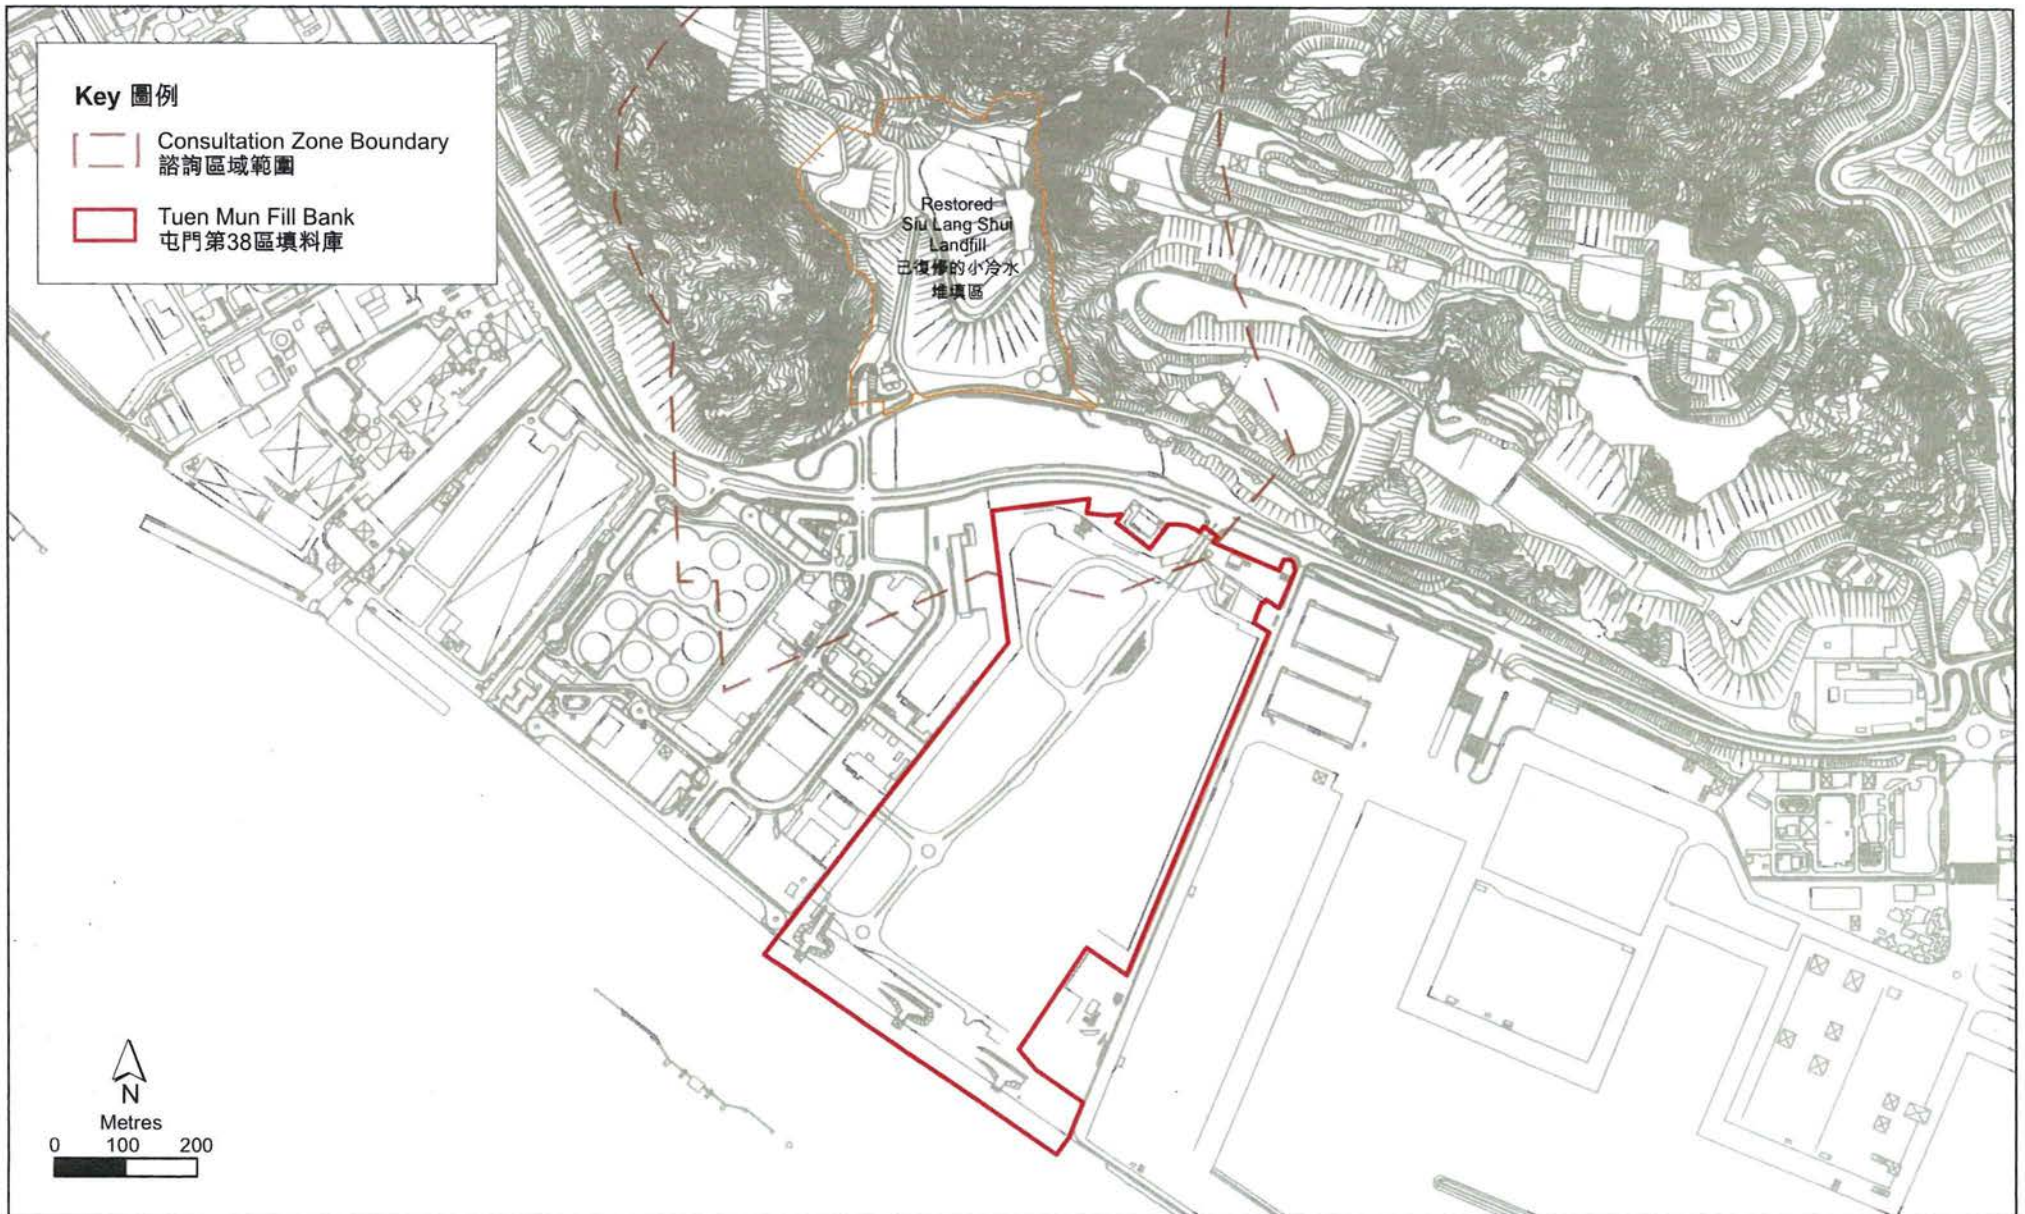 Key 圖例
Consultation Zone Boundary
諮詢區域範圍
Tuen Mun Fill Bank
屯門第38區填料庫
Restored
Siu Lang Shui
Landfill
已復修的小冷水
堆填區
N
Metres
0 100 200